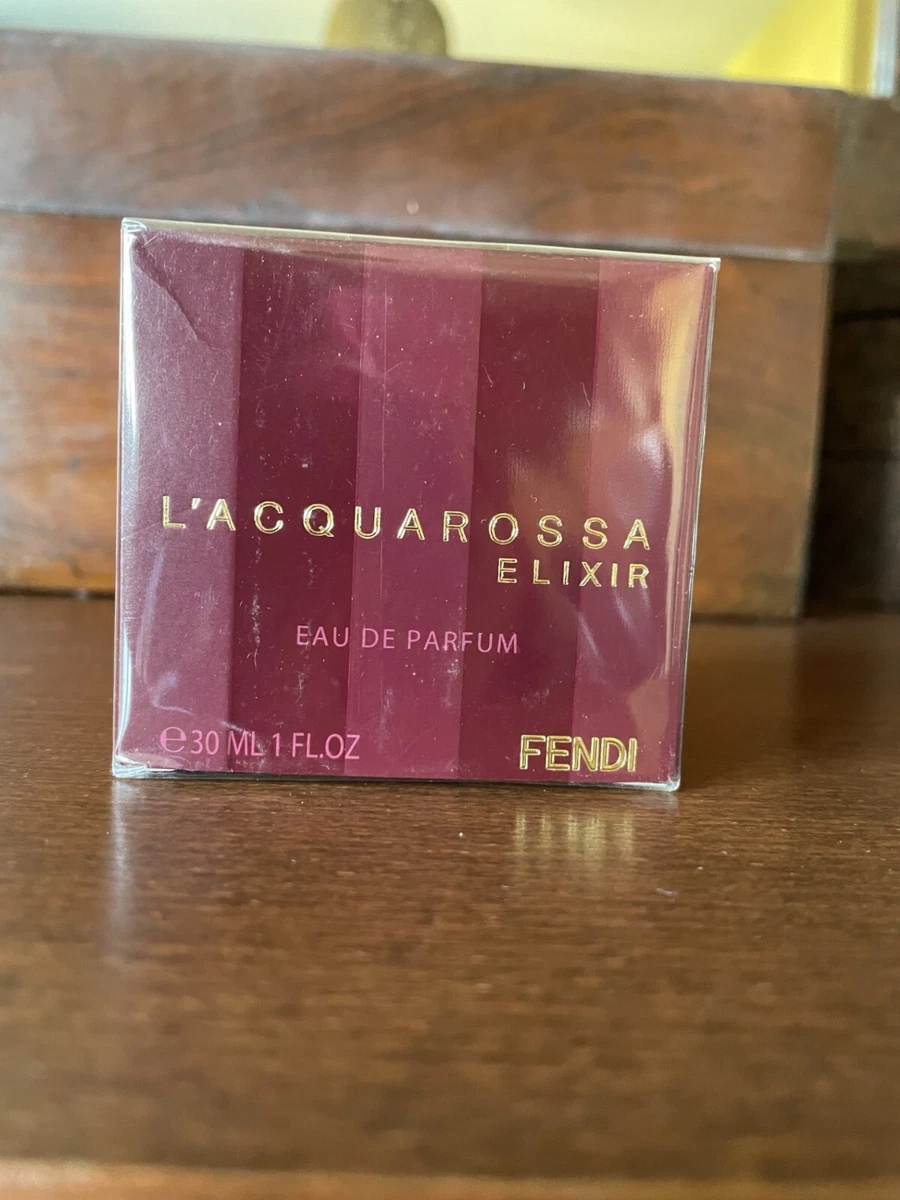 L'ACQUAROSSA
ELIXIR
EAU DE PARFUM
℮30 ML 1 FL.OZ
FENDI